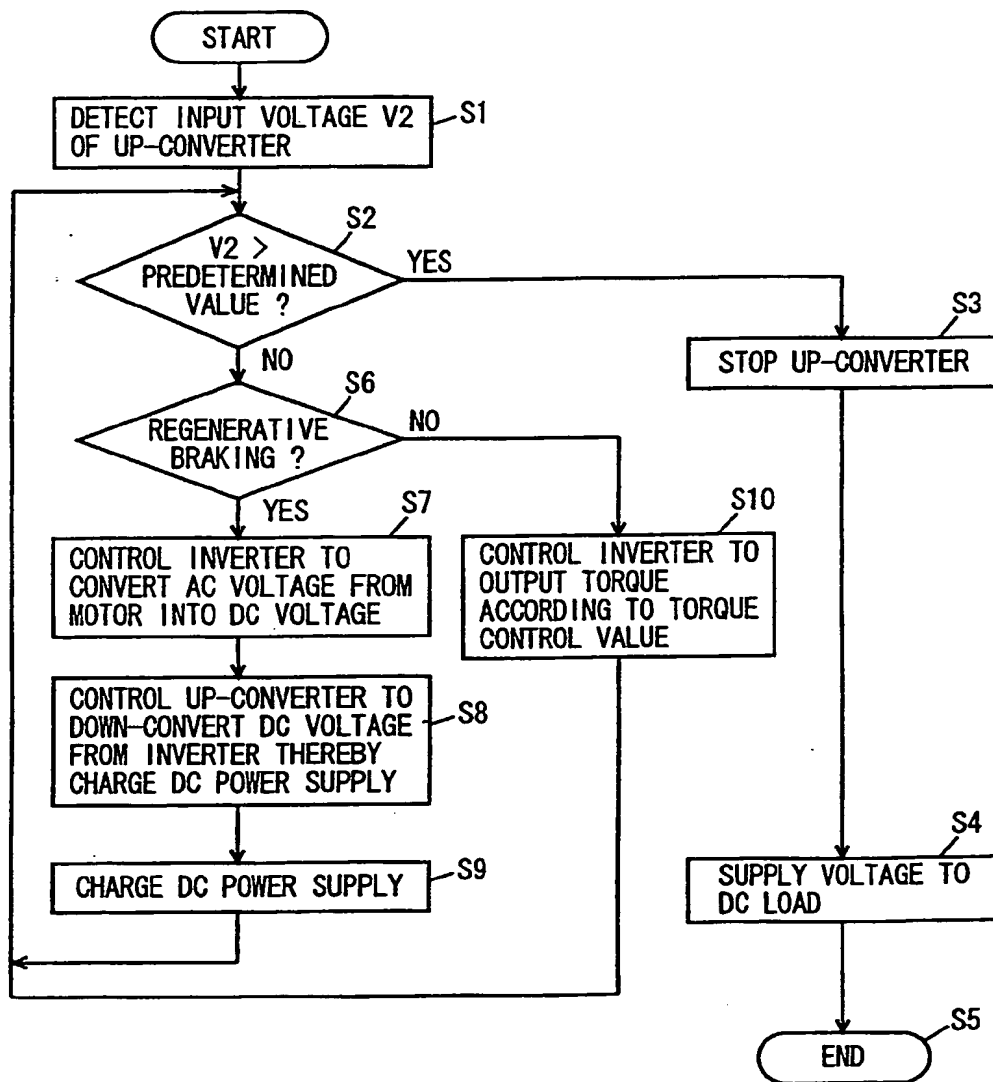 START
DETECT INPUT VOLTAGE V2
OF UP-CONVERTER
S1
V2 >
PREDETERMINED
VALUE ?
S2
YES
NO
S3
STOP UP-CONVERTER
REGENERATIVE
BRAKING ?
S6
NO
YES
S7
CONTROL INVERTER TO
CONVERT AC VOLTAGE FROM
MOTOR INTO DC VOLTAGE
S10
CONTROL INVERTER TO
OUTPUT TORQUE
ACCORDING TO TORQUE
CONTROL VALUE
CONTROL UP-CONVERTER TO
DOWN-CONVERT DC VOLTAGE
FROM INVERTER THEREBY
CHARGE DC POWER SUPPLY
S8
CHARGE DC POWER SUPPLY
S9
S4
SUPPLY VOLTAGE TO
DC LOAD
END
S5